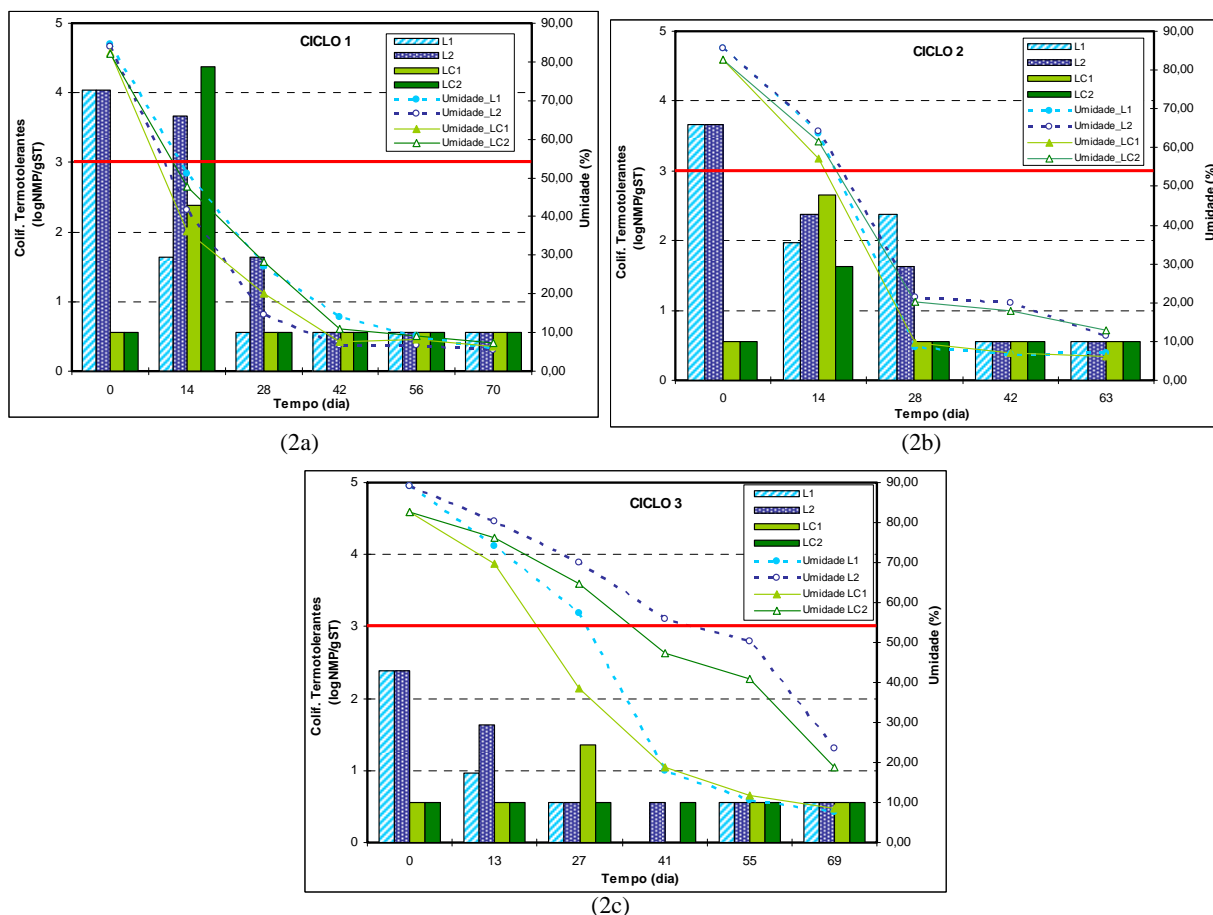 CICLO 1
L1
L2
LC1
LC2
Umidade_L1
Umidade_L2
Umidade_LC1
Umidade_LC2
5
4
3
2
1
0
90,00
80,00
70,00
60,00
50,00
40,00
30,00
20,00
10,00
0,00
Colif. Termotolerantes
(logNMP/gST)
Umidade (%)
0 14 28 42 56 70
Tempo (dia)
(2a)
CICLO 2
L1
L2
LC1
LC2
Umidade_L1
Umidade_L2
Umidade_LC1
Umidade_LC2
5
4
3
2
1
0
90,00
80,00
70,00
60,00
50,00
40,00
30,00
20,00
10,00
0,00
Colif. Termotolerantes
(logNMP/gST)
Umidade (%)
0 14 28 42 63
Tempo (dia)
(2b)
CICLO 3
L1
L2
LC1
LC2
Umidade L1
Umidade L2
Umidade LC1
Umidade LC2
5
4
3
2
1
0
90,00
80,00
70,00
60,00
50,00
40,00
30,00
20,00
10,00
0,00
Colif. Termotolerantes
(logNMP/gST)
Umidade (%)
0 13 27 41 55 69
Tempo (dia)
(2c)